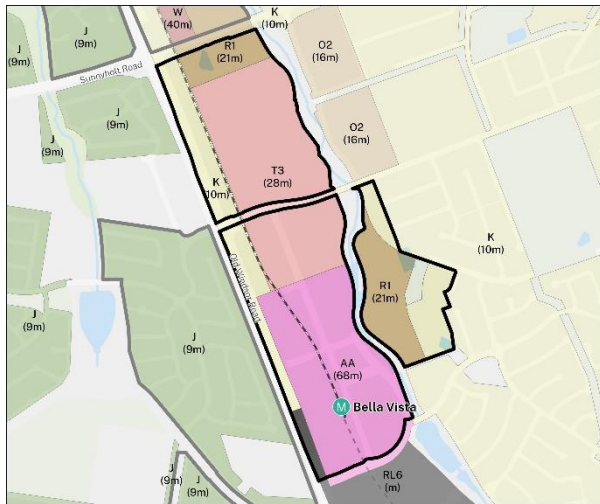 W
(40m)
K
(10m)
J
(9m)
J
(9m)
R1
(21m)
O2
(16m)
Sunnyholt Road
J
(9m)
J
(9m)
O2
(16m)
T3
(28m)
K
(10m)
K
(10m)
Old Windsor Road
R1
(21m)
J
(9m)
J
(9m)
AA
(68m)
M Bella Vista
J
(9m)
J
(9m)
J
(9m)
RL6
(m)